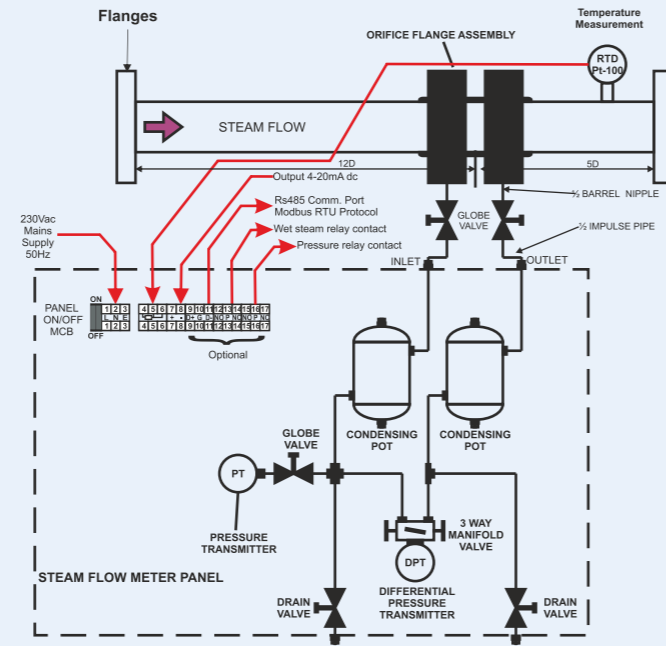 Flanges
Temperature
Measurement
ORIFICE FLANGE ASSEMBLY
RTD
Pt-100
STEAM FLOW
12D
5D
Output 4-20mA dc
Rs485 Comm. Port
Modbus RTU Protocol
Wet steam relay contact
Pressure relay contact
230Vac
Mains
Supply
50Hz
GLOBE
VALVE
½ BARREL NIPPLE
½ IMPULSE PIPE
INLET
OUTLET
PANEL
ON/OFF
MCB
ON
OFF
1 2 3
L N E
1 2 3
4 5 6 7 8 9 10 11 12 13 14 15 16 17
+ - D+ G D- NO P NC NO P NC
4 5 6 7 8 9 10 11 12 13 14 15 16 17
Optional
CONDENSING
POT
CONDENSING
POT
GLOBE
VALVE
PT
PRESSURE
TRANSMITTER
3 WAY
MANIFOLD
VALVE
DPT
DIFFERENTIAL
PRESSURE
TRANSMITTER
STEAM FLOW METER PANEL
DRAIN
VALVE
DRAIN
VALVE